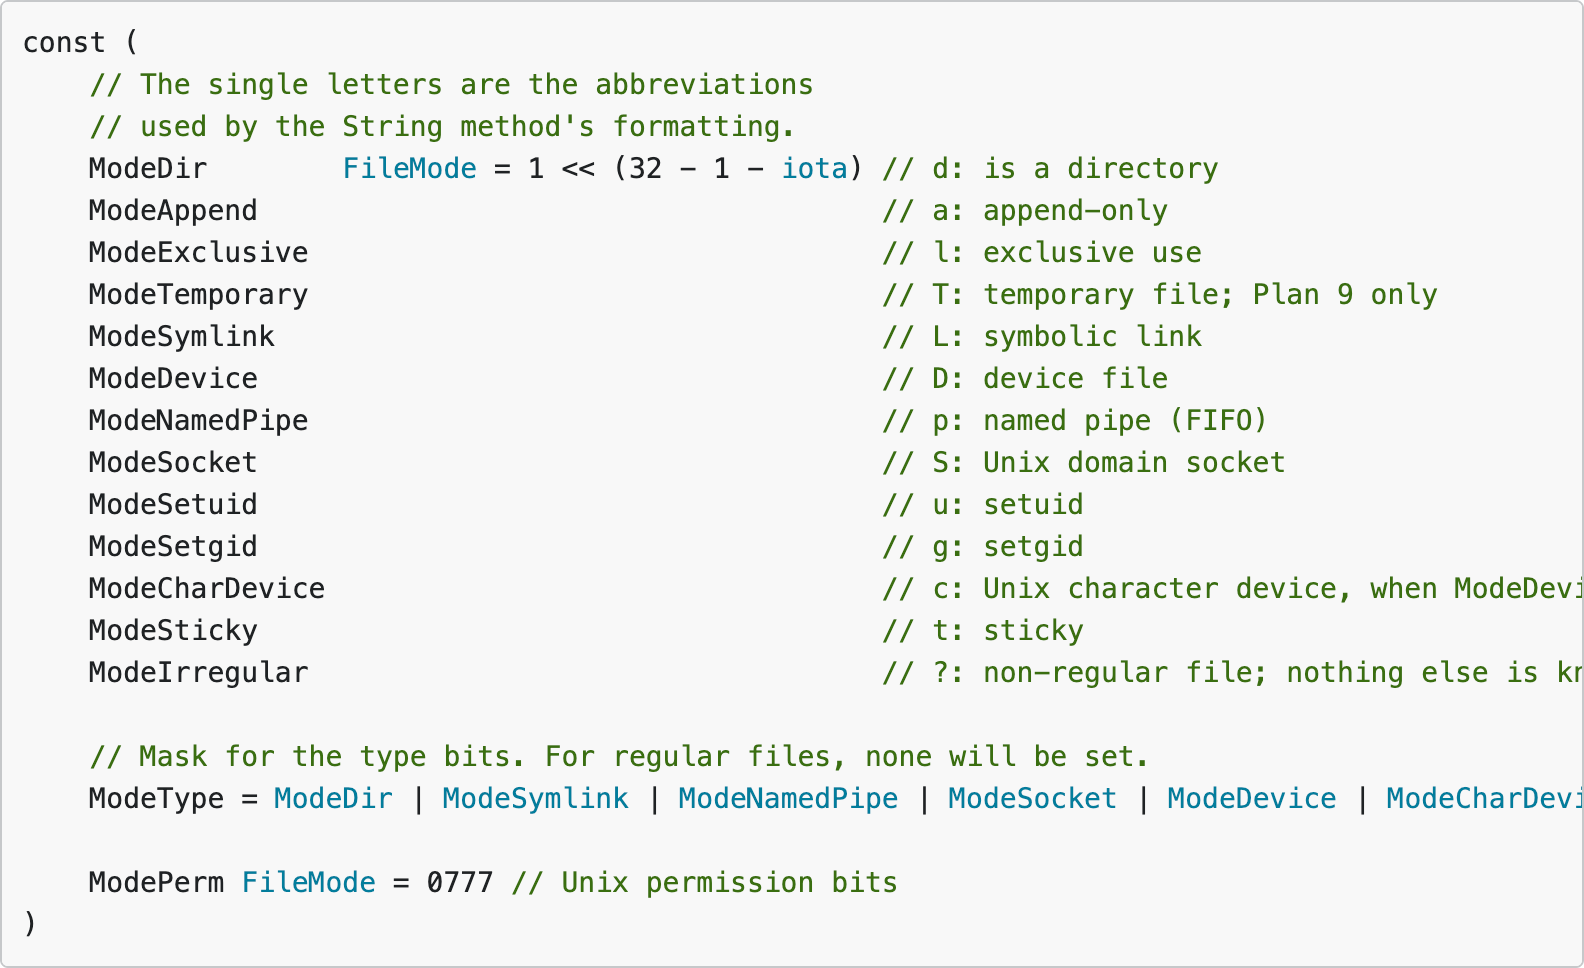 const (
    // The single letters are the abbreviations
    // used by the String method's formatting.
    ModeDir        FileMode = 1 << (32 - 1 - iota) // d: is a directory
    ModeAppend                                     // a: append-only
    ModeExclusive                                  // l: exclusive use
    ModeTemporary                                  // T: temporary file; Plan 9 only
    ModeSymlink                                    // L: symbolic link
    ModeDevice                                     // D: device file
    ModeNamedPipe                                  // p: named pipe (FIFO)
    ModeSocket                                     // S: Unix domain socket
    ModeSetuid                                     // u: setuid
    ModeSetgid                                     // g: setgid
    ModeCharDevice                                 // c: Unix character device, when ModeDevi
    ModeSticky                                     // t: sticky
    ModeIrregular                                  // ?: non-regular file; nothing else is k

    // Mask for the type bits. For regular files, none will be set.
    ModeType = ModeDir | ModeSymlink | ModeNamedPipe | ModeSocket | ModeDevice | ModeCharDevi

    ModePerm FileMode = 0777 // Unix permission bits
)